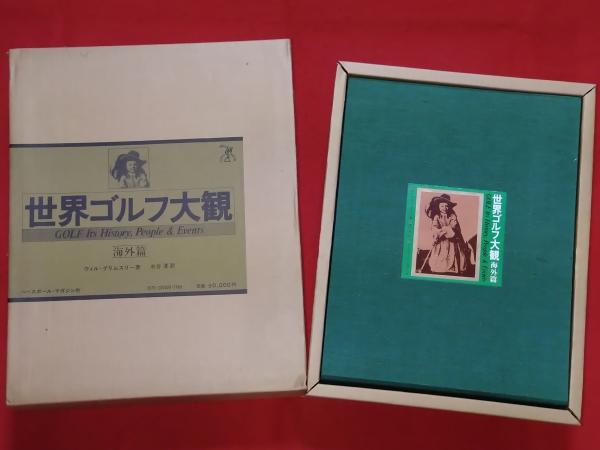 世界ゴルフ大観
GOLF Its History, People & Events
海外篇
ウィル・グリムスリー著
ベースボール・マガジン社
世界ゴルフ大観 海外篇
GOLF Its History, People & Events